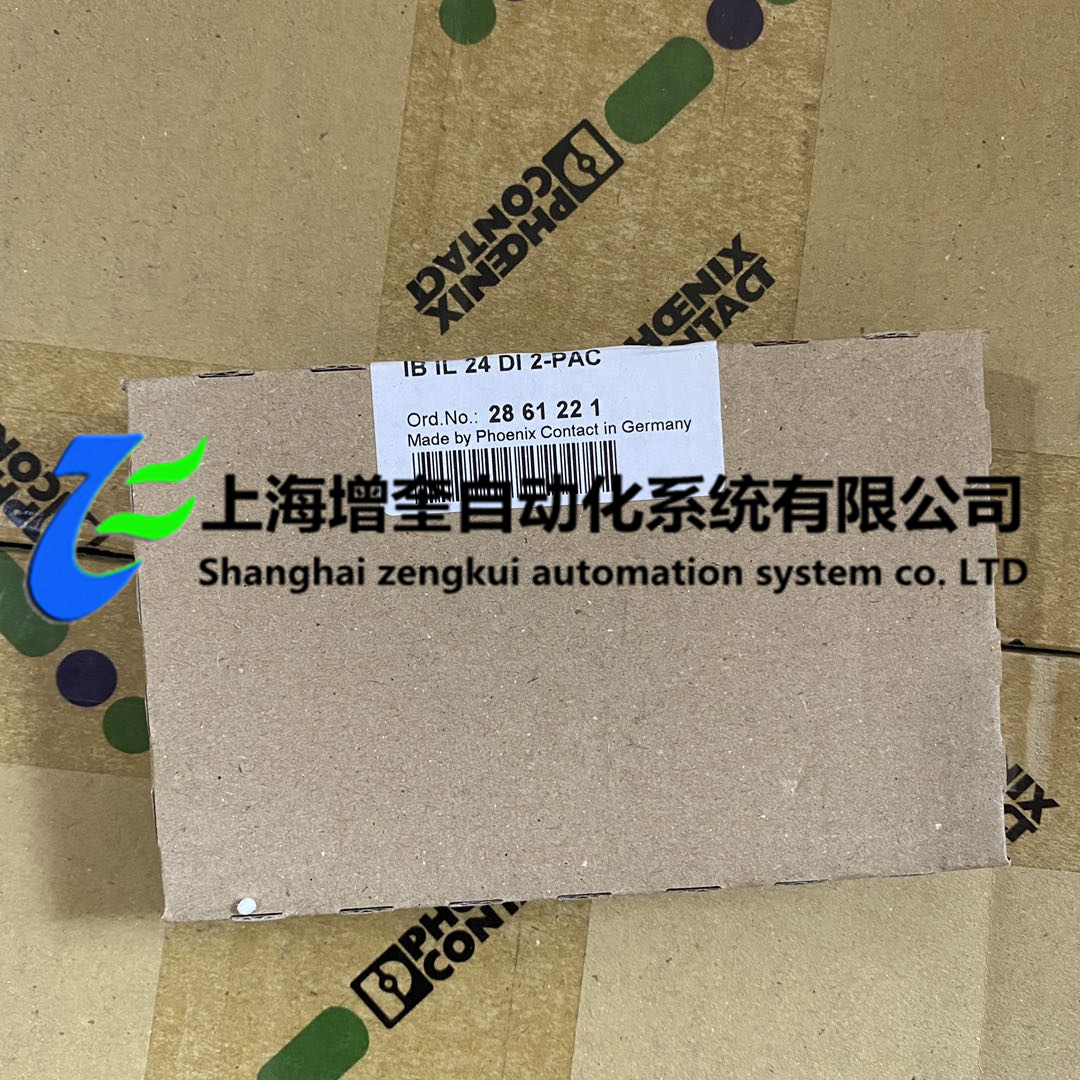 PHŒNIX
CONTACT
PHŒNIX
CONTACT
IB IL 24 DI 2-PAC
Ord.No.: 28 61 22 1
Made by Phoenix Contact in Germany
上海增奎自动化系统有限公司
Shanghai zengkui automation system co. LTD